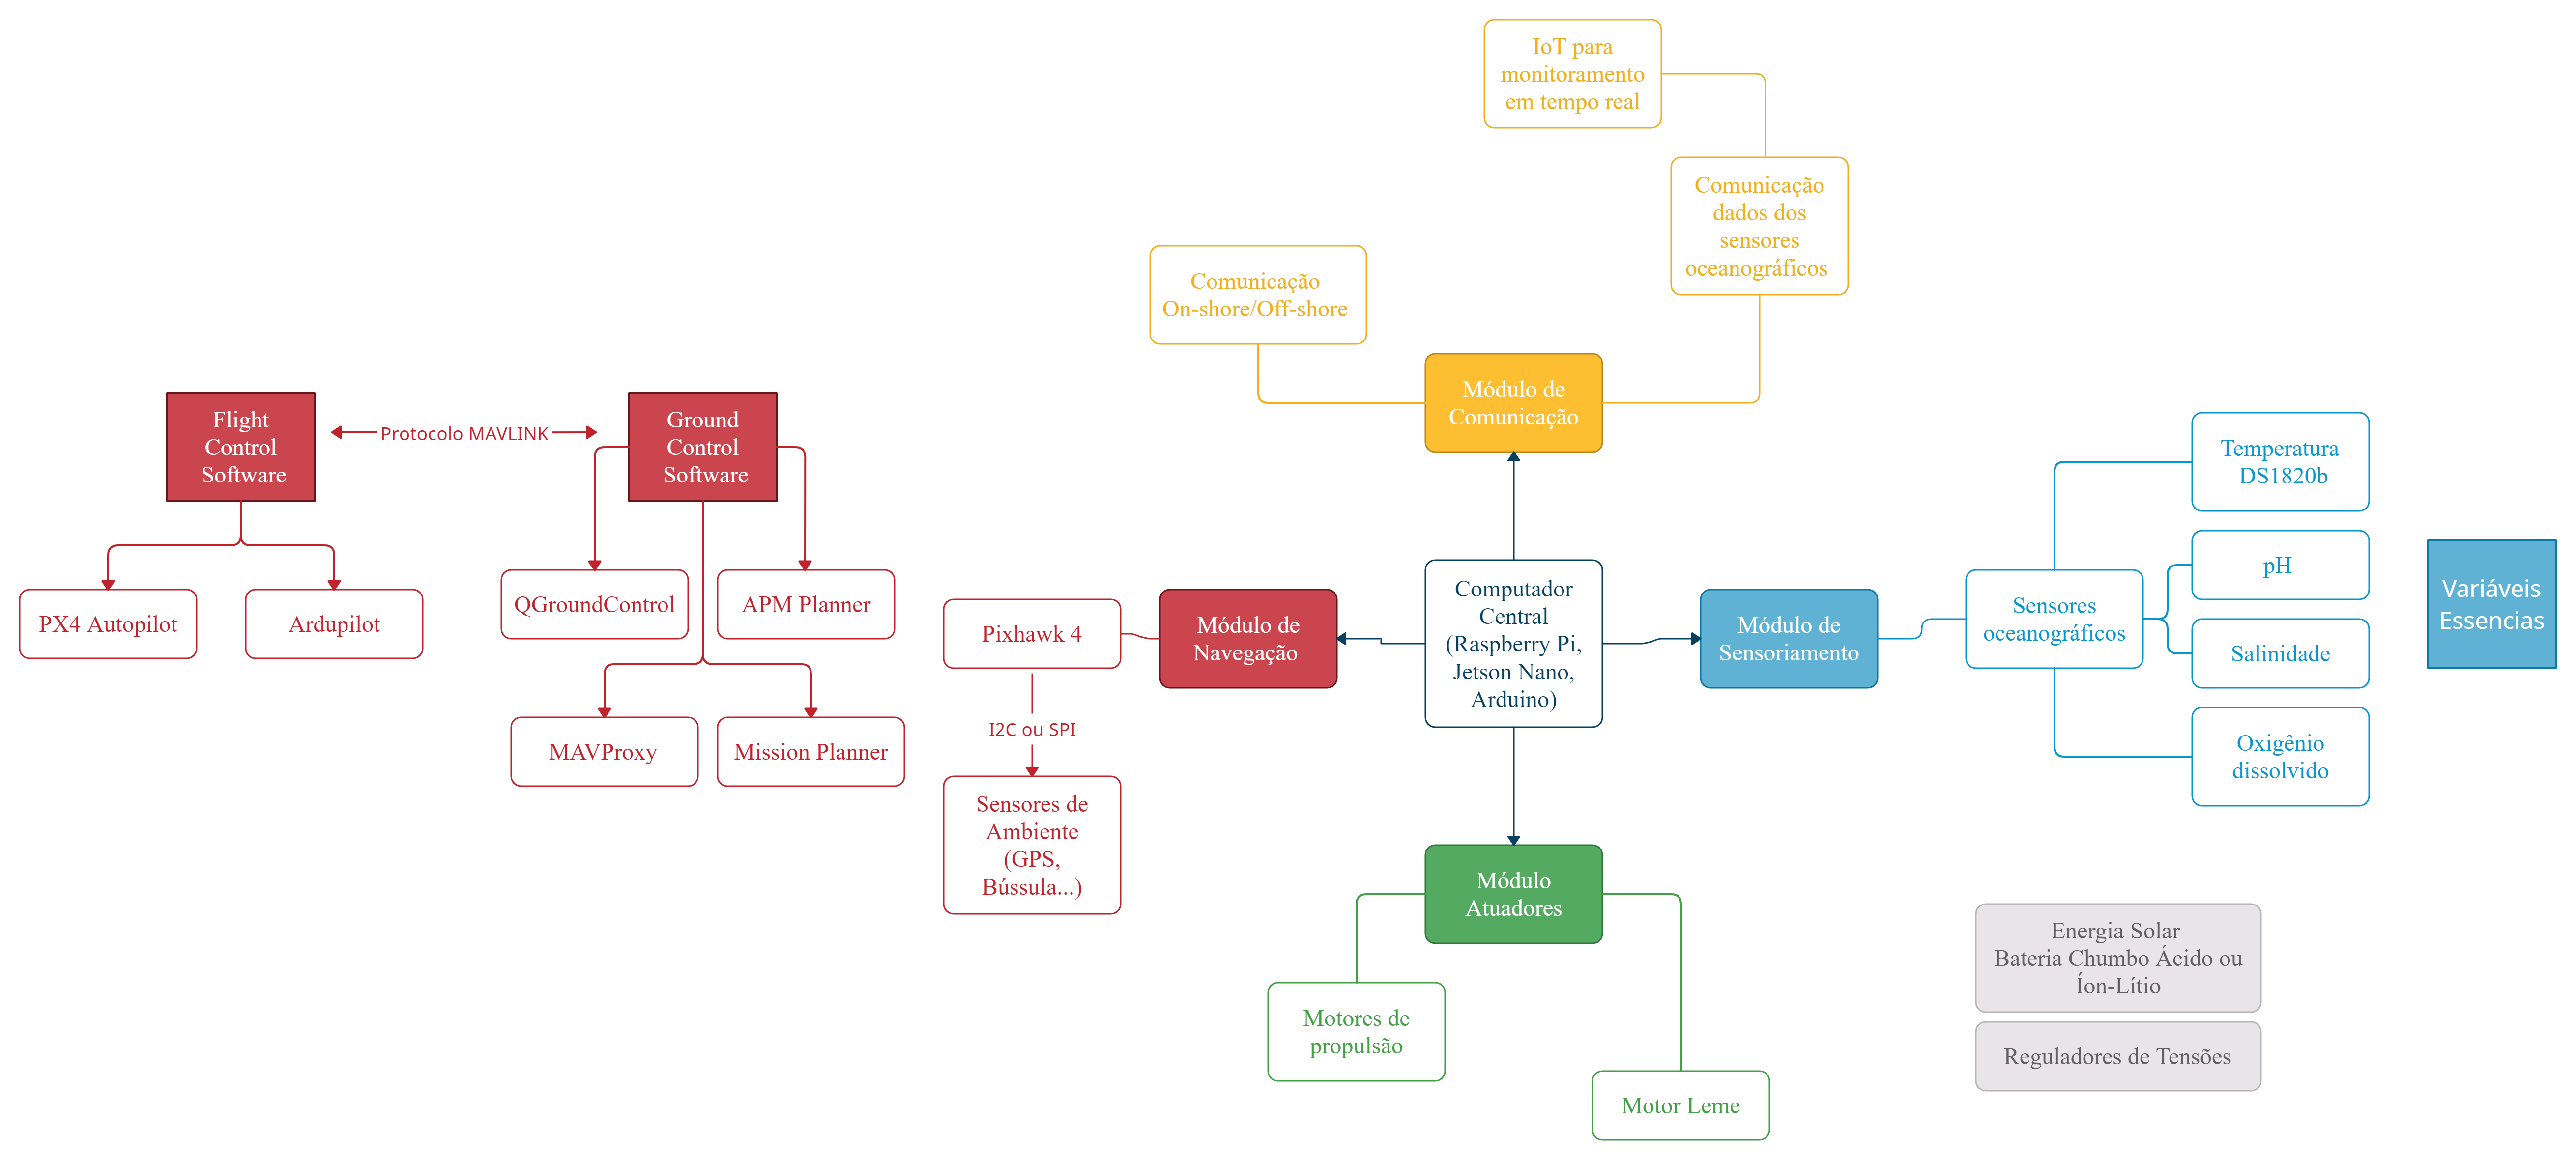 IoT para
monitoramento
em tempo real
Comunicação
dados dos
sensores
oceanográficos
Comunicação
On-shore/Off-shore
Módulo de
Comunicação
Flight
Control
Software
Protocolo MAVLINK
Ground
Control
Software
PX4 Autopilot
Ardupilot
QGroundControl
APM Planner
MAVProxy
Mission Planner
Pixhawk 4
I2C ou SPI
Sensores de
Ambiente
(GPS,
Bússula...)
Módulo de
Navegação
Computador
Central
(Raspberry Pi,
Jetson Nano,
Arduino)
Módulo de
Sensoriamento
Sensores
oceanográficos
Temperatura
DS1820b
pH
Salinidade
Oxigênio
dissolvido
Variáveis
Essencias
Módulo
Atuadores
Motores de
propulsão
Motor Leme
Energia Solar
Bateria Chumbo Ácido ou
Íon-Lítio
Reguladores de Tensões